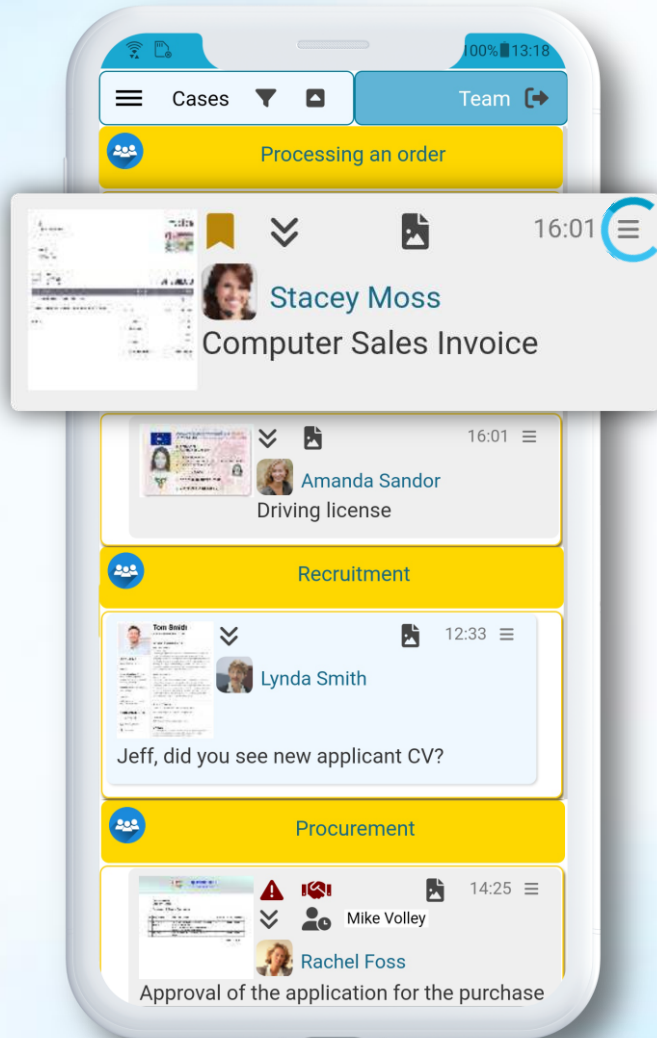 100% 13:18
Cases
Team
Processing an order
16:01
Stacey Moss
Computer Sales Invoice
16:01
Amanda Sandor
Driving license
Recruitment
Tom Smith
12:33
Lynda Smith
Jeff, did you see new applicant CV?
Procurement
14:25
Mike Volley
Rachel Foss
Approval of the application for the purchase